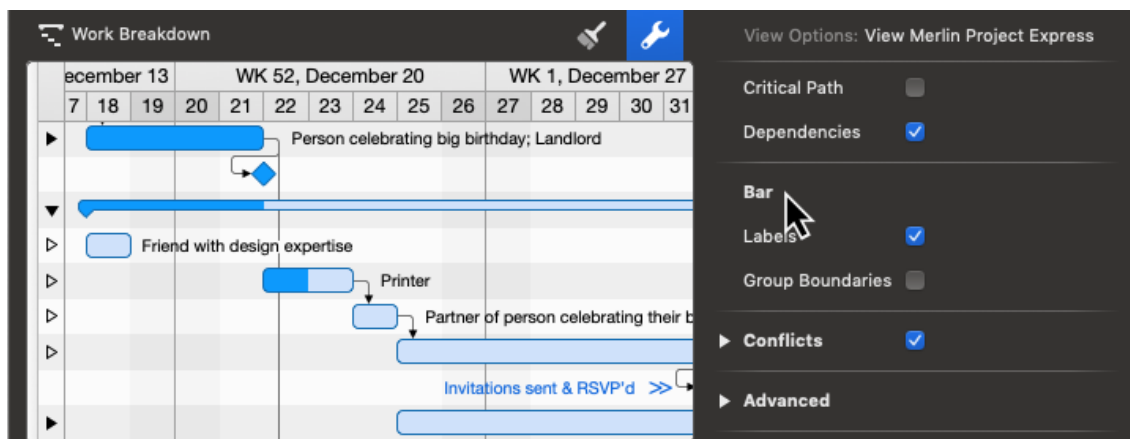 Work Breakdown
View Options: View Merlin Project Express
ecember 13 WK 52, December 20 WK 1, December 27
7 18 19 20 21 22 23 24 25 26 27 28 29 30 31
Critical Path
Dependencies
Person celebrating big birthday; Landlord
Bar
Labels
Friend with design expertise
Group Boundaries
Printer
Partner of person celebrating their b
Conflicts
Invitations sent & RSVP'd >>
Advanced